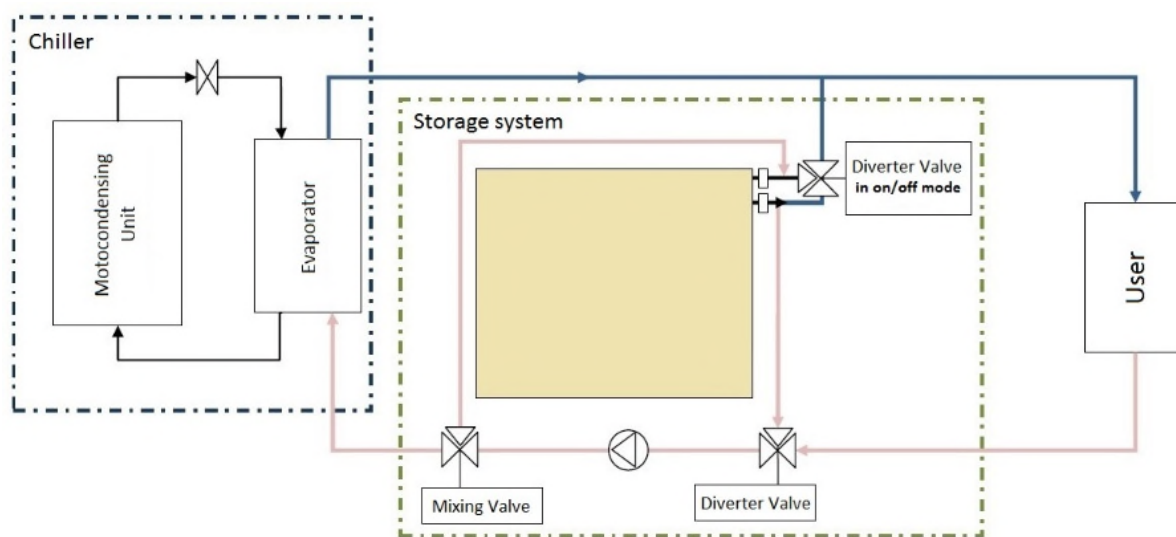 Chiller
Motocondensing
Unit
Evaporator
Storage system
Diverter Valve
in on/off mode
User
Mixing Valve
Diverter Valve